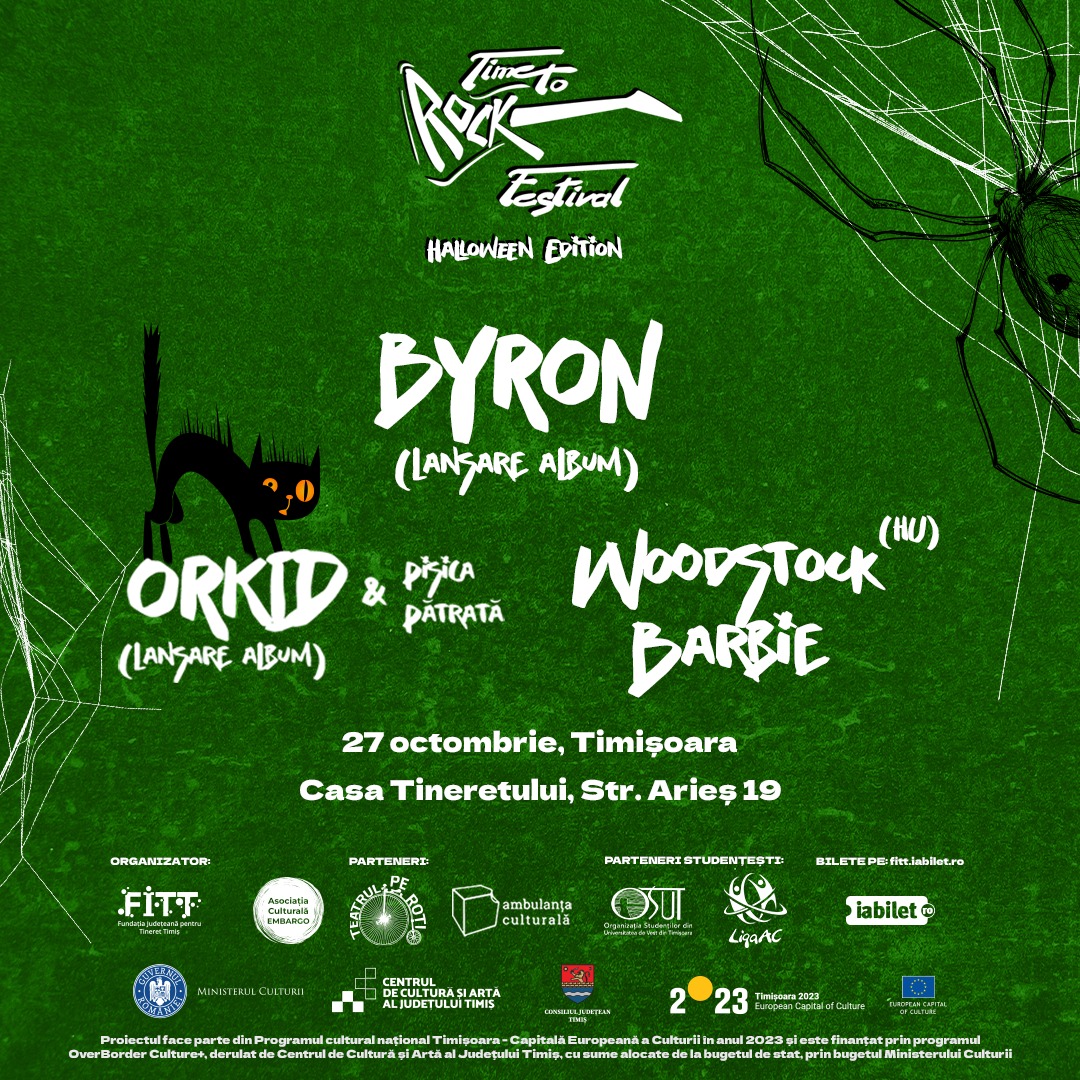 Time To
ROCK
Festival
HALLOWEEN EDITION
BYRON
(LANSARE ALBUM)
ORKID & PISICA PĂTRATĂ
(LANSARE ALBUM)
WOODSTOCK (HU)
BARBIE
27 octombrie, Timișoara
Casa Tineretului, Str. Arieș 19
ORGANIZATOR:
FITT
Fundația Județeană pentru
Tineret Timiș
PARTENERI:
Asociația
Culturală
EMBARGO
TEATRUL PE ROȚI
ambulanța
culturală
PARTENERI STUDENȚEȘTI:
OSUT
Organizația Studenților din
Universitatea de Vest din Timișoara
LigaAC
BILETE PE: fitt.iabilet.ro
iabilet ro
GUVERNUL ROMÂNIEI
MINISTERUL CULTURII
CENTRUL
DE CULTURĂ ȘI ARTĂ
AL JUDEȚULUI TIMIȘ
CONSILIUL JUDEȚEAN
TIMIȘ
2023
Timișoara 2023
European Capital of Culture
EUROPEAN CAPITAL
OF CULTURE
Proiectul face parte din Programul cultural național Timișoara - Capitală Europeană a Culturii în anul 2023 și este finanțat prin programul
OverBorder Culture+, derulat de Centrul de Cultură și Artă al Județului Timiș, cu sume alocate de la bugetul de stat, prin bugetul Ministerului Culturii